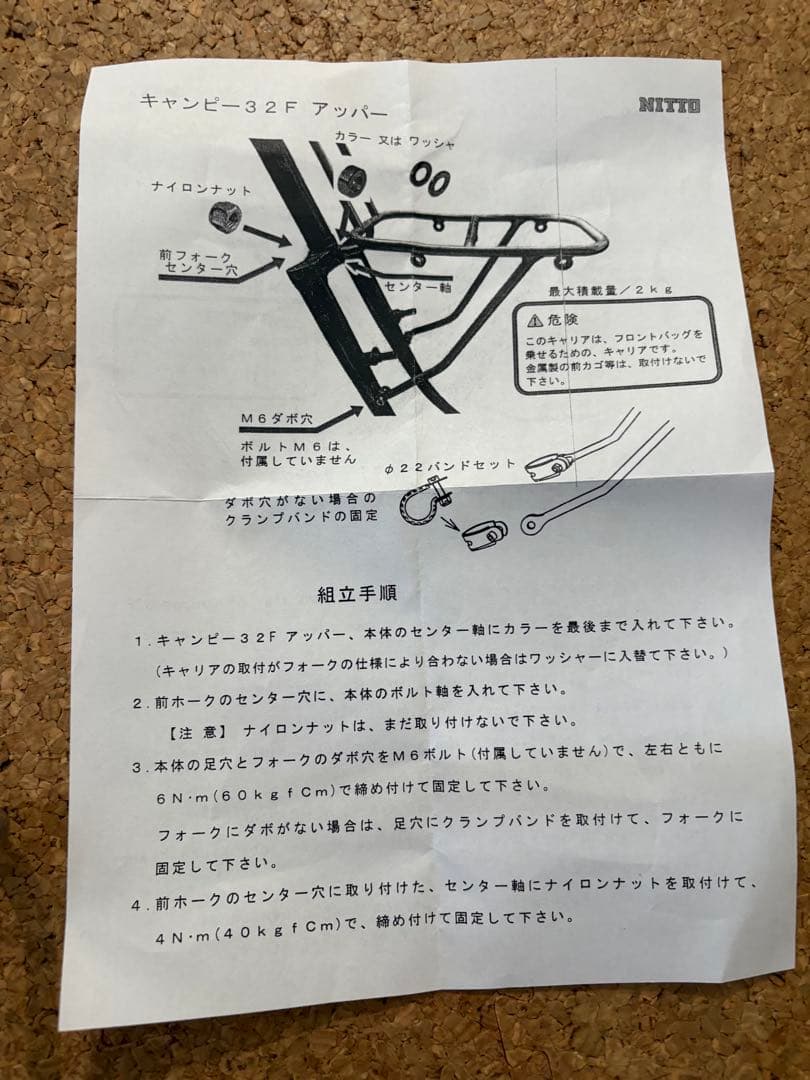 キャンピー３２Ｆ アッパー
NITTO
カラー 又は ワッシャ
ナイロンナット
前フォーク
センター穴
センター軸
最大積載量／２ｋｇ
⚠ 危険
このキャリアは、フロントバッグを
乗せるための、キャリアです。
金属製の前カゴ等は、取付けないで
下さい。
Ｍ６ダボ穴
ボルトＭ６は、
付属していません
φ２２バンドセット
ダボ穴がない場合の
クランプバンドの固定
組立手順
１．キャンピー３２Ｆ アッパー、本体のセンター軸にカラーを最後まで入れて下さい。
（キャリアの取付がフォークの仕様により合わない場合はワッシャーに入替て下さい。）
２．前ホークのセンター穴に、本体のボルト軸を入れて下さい。
【注 意】 ナイロンナットは、まだ取り付けないで下さい。
３．本体の足穴とフォークのダボ穴をＭ６ボルト（付属していません）で、左右ともに
６Ｎ・ｍ（６０ｋｇｆＣｍ）で締め付けて固定して下さい。
フォークにダボがない場合は、足穴にクランプバンドを取付けて、フォークに
固定して下さい。
４．前ホークのセンター穴に取り付けた、センター軸にナイロンナットを取付けて、
４Ｎ・ｍ（４０ｋｇｆＣｍ）で、締め付けて固定して下さい。